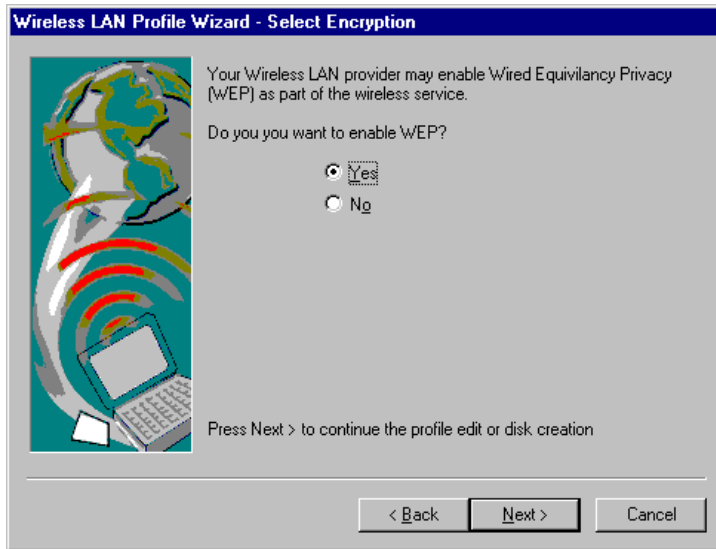 Wireless LAN Profile Wizard - Select Encryption
Your Wireless LAN provider may enable Wired Equivilancy Privacy
(WEP) as part of the wireless service.
Do you you want to enable WEP?
Yes
No
Press Next > to continue the profile edit or disk creation
< Back
Next >
Cancel